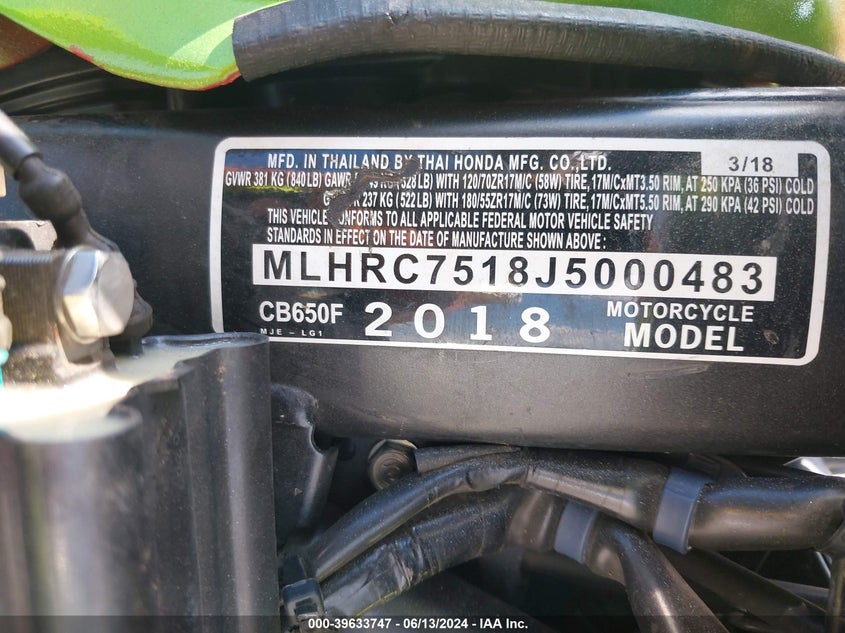 MFD. IN THAILAND BY THAI HONDA MFG. CO.,LTD. 3/18
GVWR 381 KG (840 LB) GAWR KG (328 LB) WITH 120/70ZR17M/C (58W) TIRE, 17M/CxMT3.50 RIM, AT 250 KPA (36 PSI) COLD
237 KG (522 LB) WITH 180/55ZR17M/C (73W) TIRE, 17M/CxMT5.50 RIM, AT 290 KPA (42 PSI) COLD
THIS VEHICLE CONFORMS TO ALL APPLICABLE FEDERAL MOTOR VEHICLE SAFETY
STANDARDS IN EFFECT ON THE DATE OF MANUFACTURE SHOWN ABOVE:
MLHRC7518J5000483
CB650F 2018 MOTORCYCLE MODEL
MJE - LG1
000-39633747 - 06/13/2024 - IAA Inc.